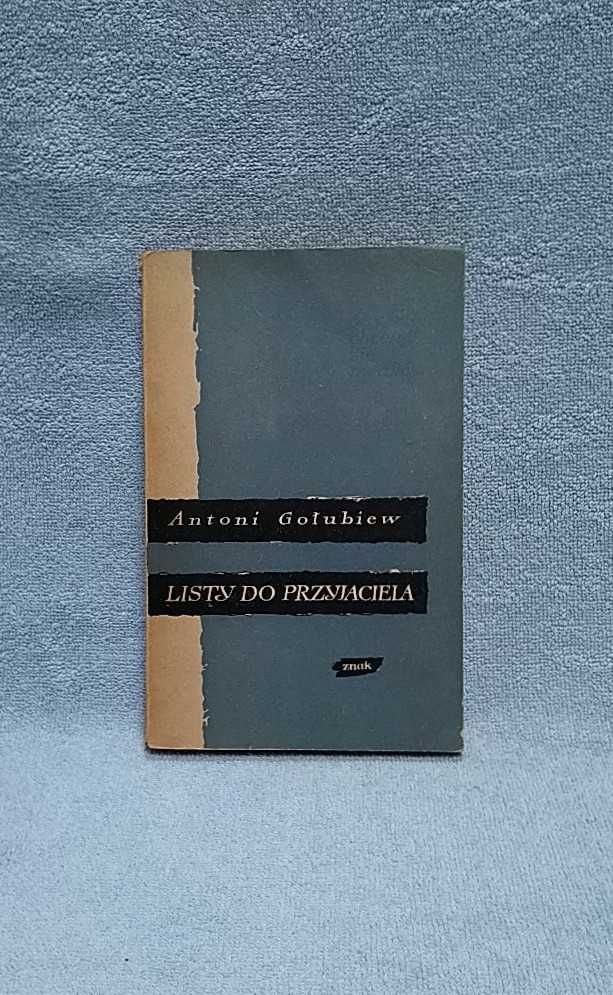 Antoni Gołubiew
LISTY DO PRZYJACIELA
znak